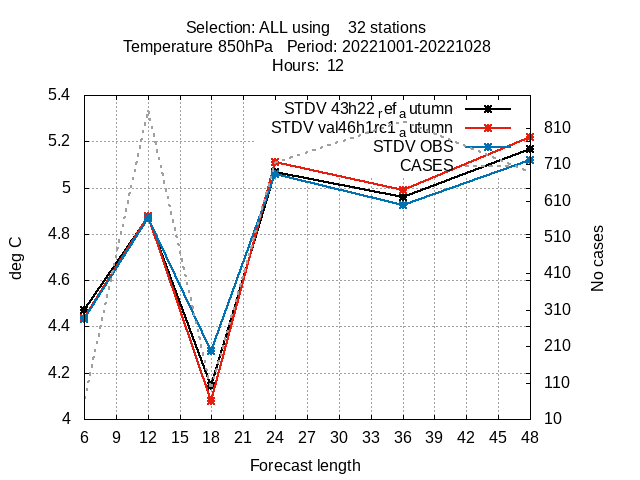 Selection: ALL using    32 stations
Temperature 850hPa   Period: 20221001-20221028
Hours: 12
STDV 43h22ref_autumn
STDV val46h1rc1_autumn
STDV OBS
CASES
5.4
5.2
5
4.8
4.6
4.4
4.2
4
deg C
810
710
610
510
410
310
210
110
10
No cases
6 9 12 15 18 21 24 27 30 33 36 39 42 45 48
Forecast length